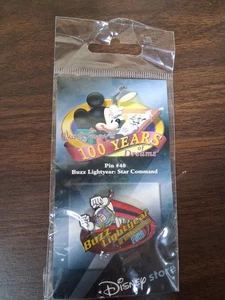 100 YEARS
of
Dreams
Pin #48
Buzz Lightyear: Star Command
Buzz
Lightyear
Disney store